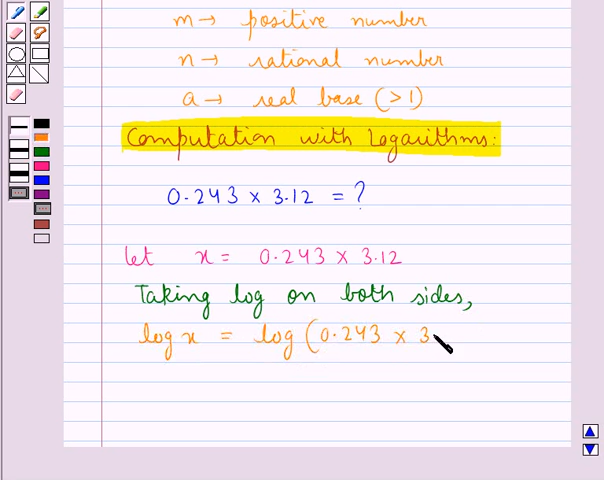 m → positive number
n → rational number
a → real base (>1)
Computation with Logarithms:
0.243 × 3.12 = ?
let x = 0.243 × 3.12
Taking log on both sides,
log x = log (0.243 × 3